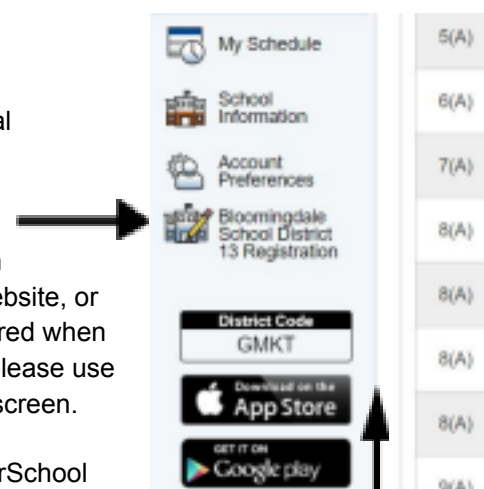 al
n
ebsite, or
red when
lease use
screen.
rSchool
My Schedule
School
Information
Account
Preferences
Bloomingdale
School District
13 Registration
District Code
GMKT
Download on the
App Store
GET IT ON
Google play
5(A)
6(A)
7(A)
8(A)
8(A)
8(A)
8(A)
9(A)